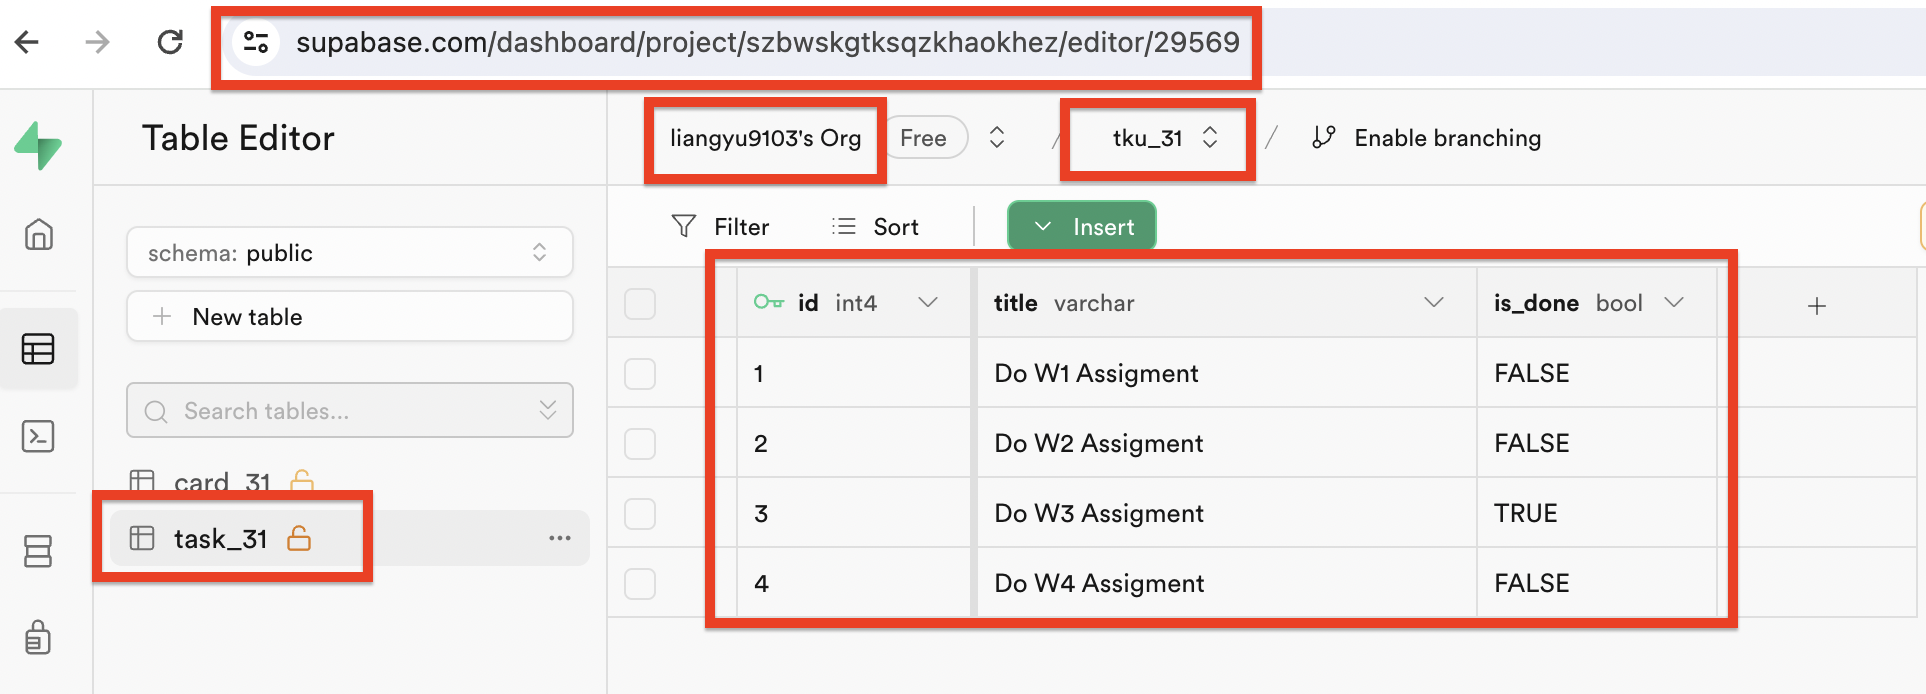 supabase.com/dashboard/project/szbwskgtksqzkhaokhez/editor/29569
Table Editor
liangyu9103's Org Free / tku_31 / Enable branching
schema: public
New table
Search tables...
card_31
task_31
Filter Sort Insert
id int4 title varchar is_done bool
1 Do W1 Assigment FALSE
2 Do W2 Assigment FALSE
3 Do W3 Assigment TRUE
4 Do W4 Assigment FALSE